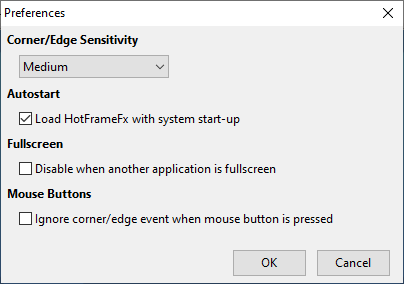 Preferences
Corner/Edge Sensitivity
Medium
Autostart
Load HotFrameFx with system start-up
Fullscreen
Disable when another application is fullscreen
Mouse Buttons
Ignore corner/edge event when mouse button is pressed
OK Cancel